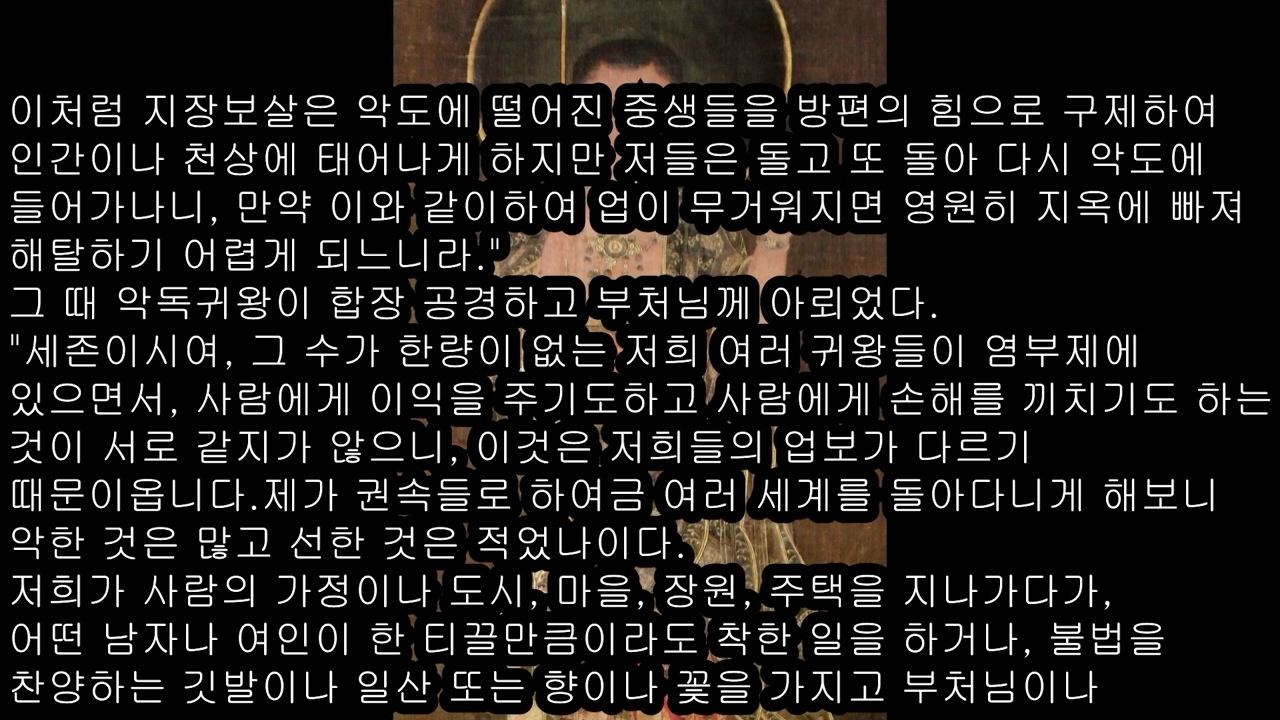 이처럼 지장보살은 악도에 떨어진 중생들을 방편의 힘으로 구제하여
인간이나 천상에 태어나게 하지만 저들은 돌고 또 돌아 다시 악도에
들어가나니, 만약 이와 같이하여 업이 무거워지면 영원히 지옥에 빠져
해탈하기 어렵게 되느니라."
그 때 악독귀왕이 합장 공경하고 부처님께 아뢰었다.
"세존이시여, 그 수가 한량이 없는 저희 여러 귀왕들이 염부제에
있으면서, 사람에게 이익을 주기도하고 사람에게 손해를 끼치기도 하는
것이 서로 같지가 않으니, 이것은 저희들의 업보가 다르기
때문이옵니다.제가 권속들로 하여금 여러 세계를 돌아다니게 해보니
악한 것은 많고 선한 것은 적었나이다.
저희가 사람의 가정이나 도시, 마을, 장원, 주택을 지나가다가,
어떤 남자나 여인이 한 티끌만큼이라도 착한 일을 하거나, 불법을
찬양하는 깃발이나 일산 또는 향이나 꽃을 가지고 부처님이나